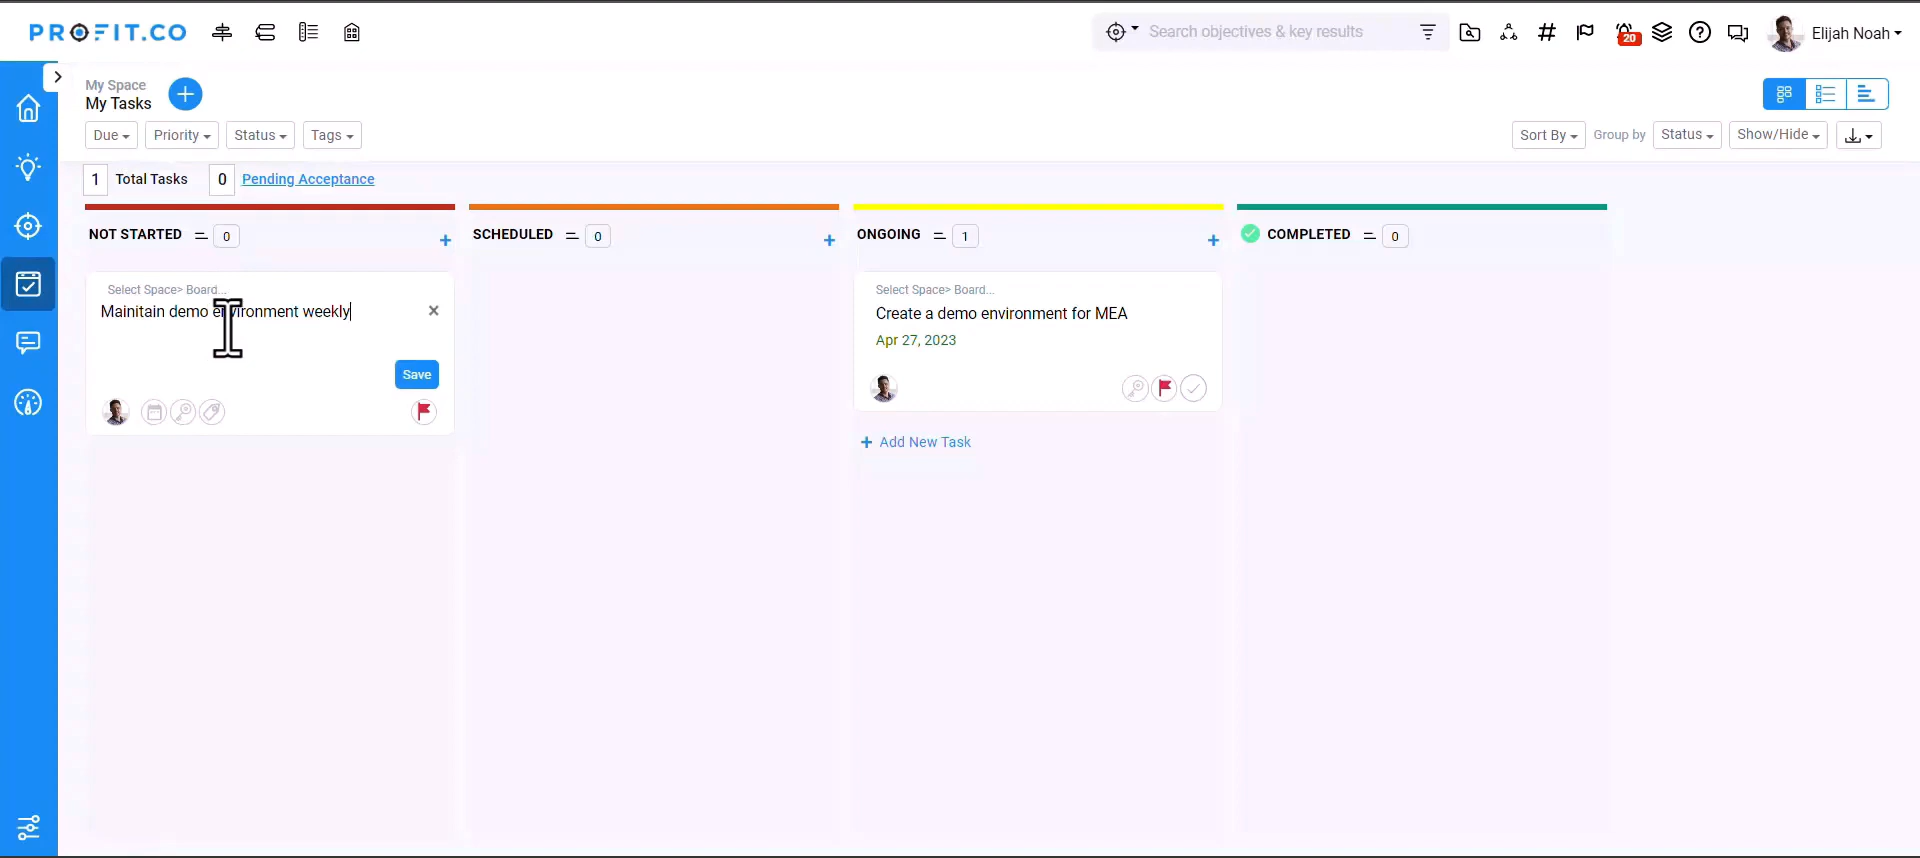 PROFIT.CO
Search objectives & key results
20
Elijah Noah
My Space
My Tasks
Due
Priority
Status
Tags
Sort By
Group by
Status
Show/Hide
1 Total Tasks 0 Pending Acceptance
NOT STARTED 0
SCHEDULED 0
ONGOING 1
COMPLETED 0
Select Space> Board...
Mainitain demo environment weekly
Save
Select Space> Board...
Create a demo environment for MEA
Apr 27, 2023
Add New Task